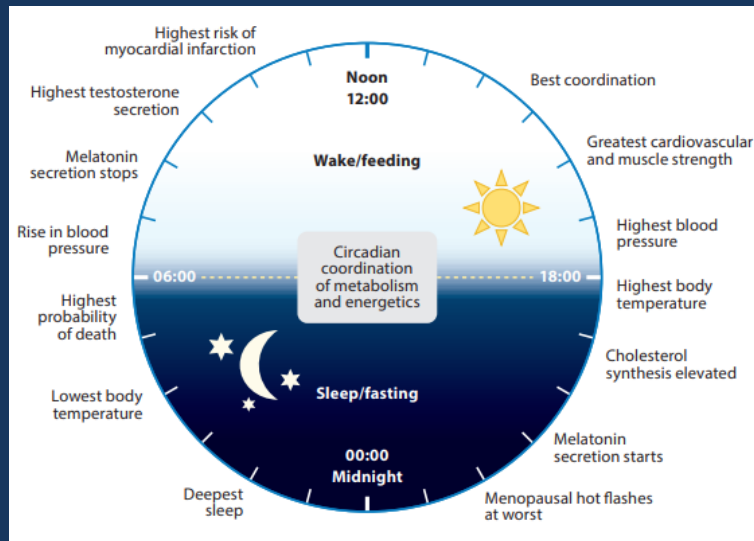 Highest risk of
myocardial infarction
Highest testosterone
secretion
Melatonin
secretion stops
Rise in blood
pressure
Highest
probability
of death
Lowest body
temperature
Deepest
sleep
Noon
12:00
Wake/feeding
06:00
Circadian
coordination
of metabolism
and energetics
18:00
Sleep/fasting
00:00
Midnight
Best coordination
Greatest cardiovascular
and muscle strength
Highest blood
pressure
Highest body
temperature
Cholesterol
synthesis elevated
Melatonin
secretion starts
Menopausal hot flashes
at worst